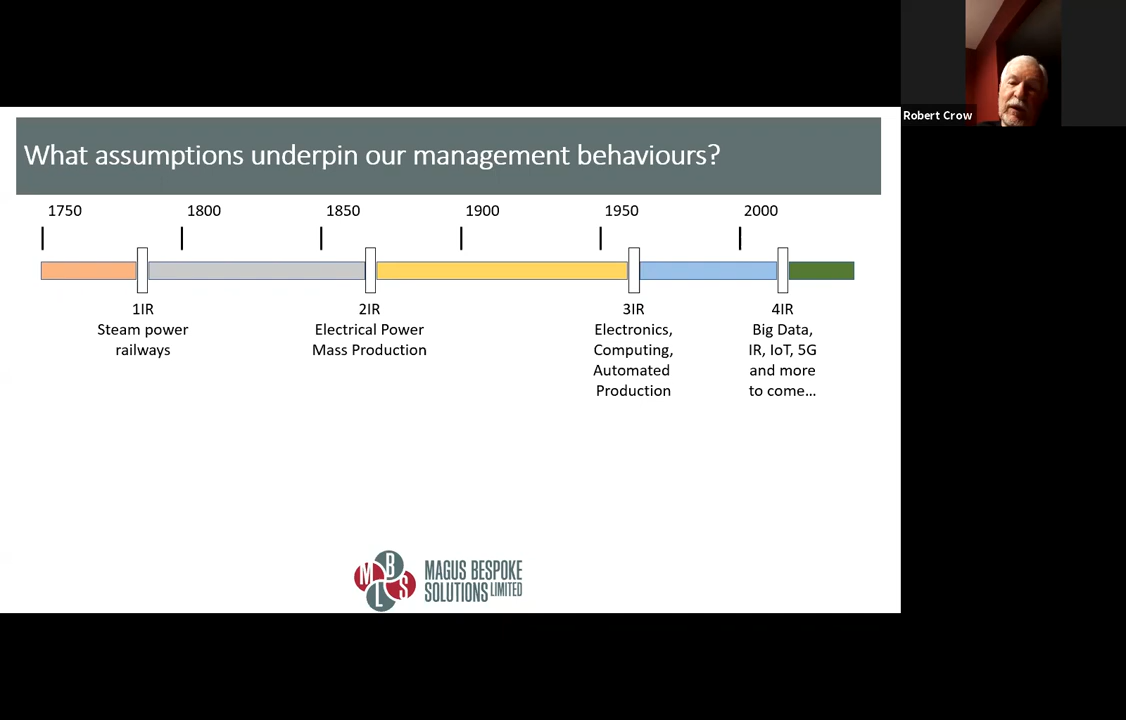 Robert Crow
What assumptions underpin our management behaviours?
1750 1800 1850 1900 1950 2000
1IR
Steam power
railways
2IR
Electrical Power
Mass Production
3IR
Electronics,
Computing,
Automated
Production
4IR
Big Data,
IR, IoT, 5G
and more
to come...
M B L S
MAGUS BESPOKE
SOLUTIONS LIMITED